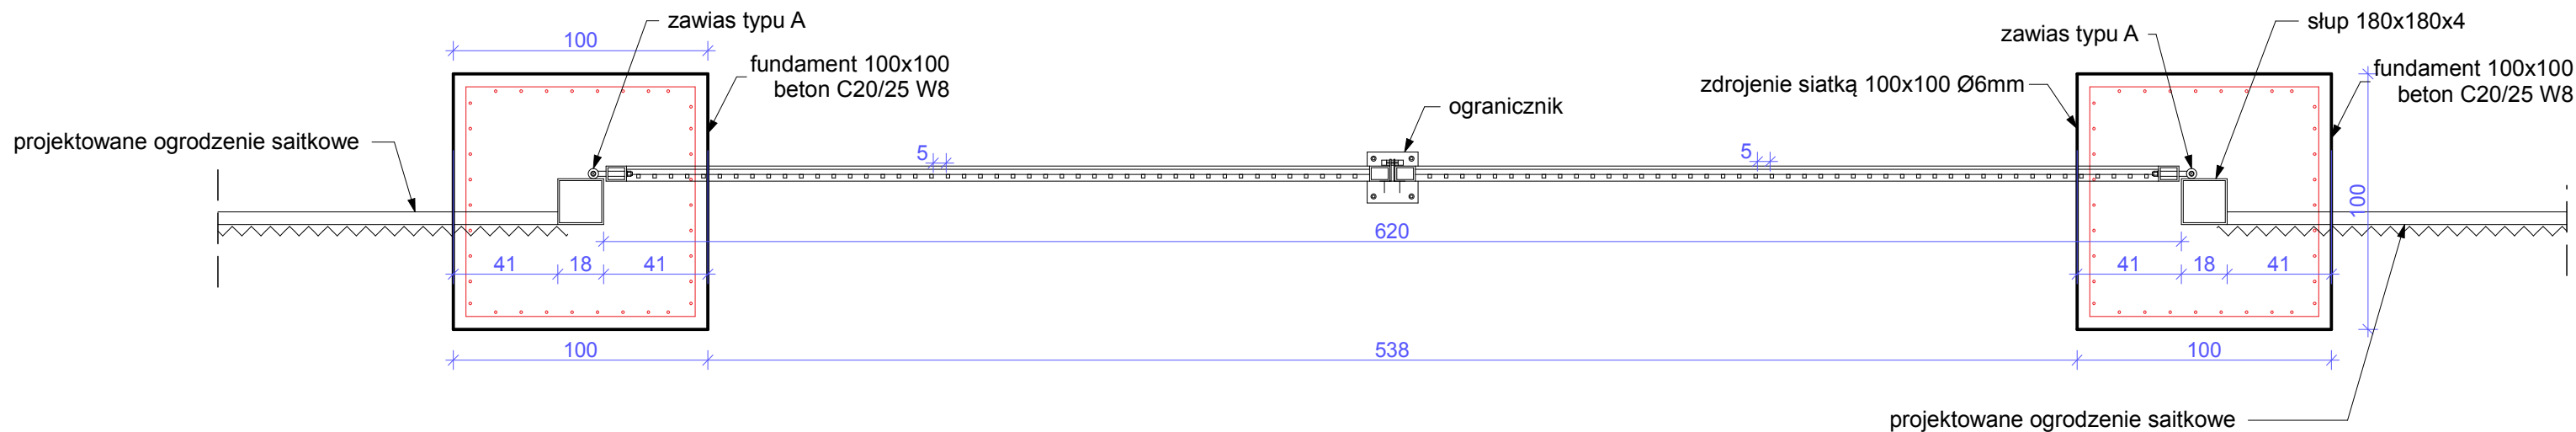 zawias typu A
słup 180x180x4
100
zawias typu A
fundament 100x100
beton C20/25 W8
zdrojenie siatką 100x100 Ø6mm
fundament 100x100
beton C20/25 W8
ogranicznik
projektowane ogrodzenie saitkowe
5
5
100
620
41
18
41
41
18
41
100
538
100
projektowane ogrodzenie saitkowe